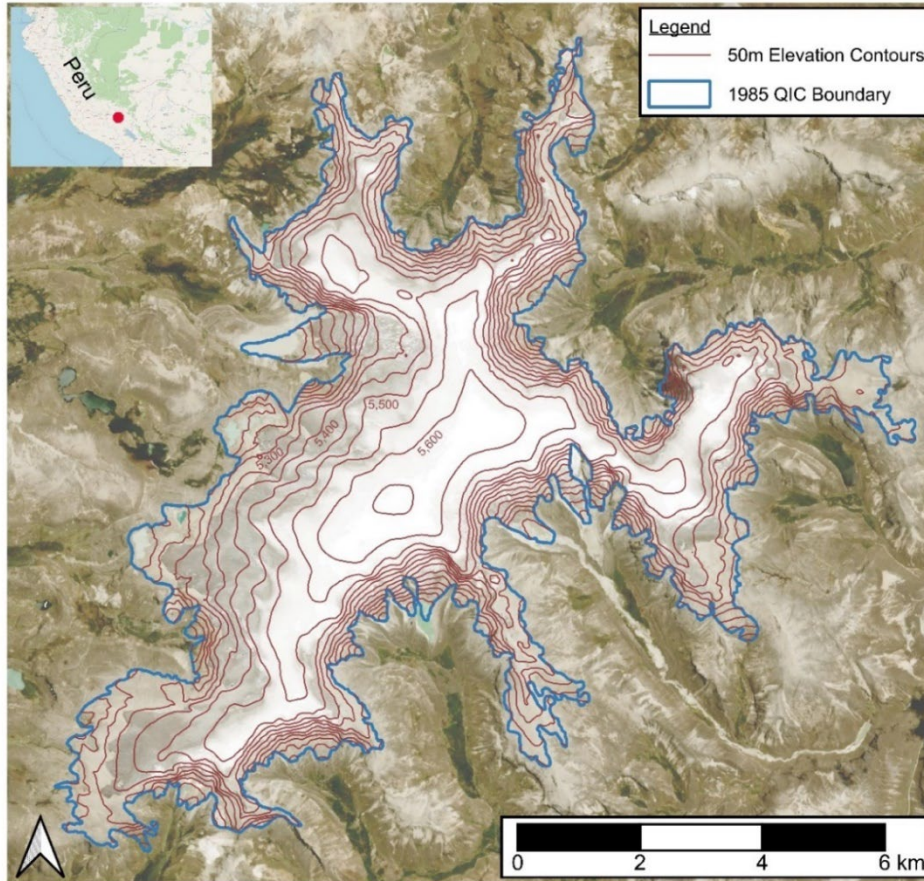 Peru
Legend
50m Elevation Contours
1985 QIC Boundary
5,500
5,400
5,300
5,600
0 2 4 6 km